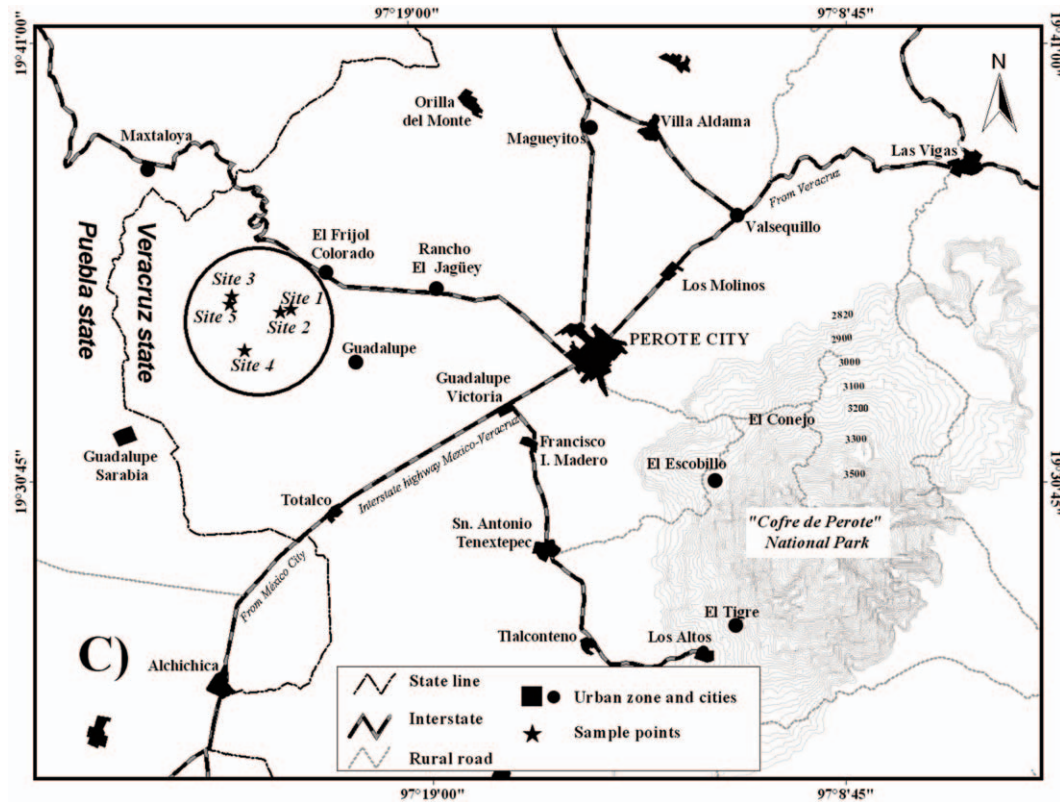 97°19'00"
97°8'45"
19°41'00"
19°41'00"
N
Orilla
del Monte
Maxtaloya
Magueyitos
Villa Aldama
Las Vigas
From Veracruz
Valsequillo
Puebla state
Veracruz state
El Frijol
Colorado
Rancho
El Jagüey
Los Molinos
Site 3
Site 1
Site 5
Site 2
Site 4
Guadalupe
PEROTE CITY
2820
2900
3000
3100
3200
3300
3500
Guadalupe
Victoria
El Conejo
Francisco
I. Madero
El Escobillo
Guadalupe
Sarabia
Interstate highway Mexico-Veracruz
19°30'45"
19°30'45"
Totalco
Sn. Antonio
Tenextepec
"Cofre de Perote"
National Park
From México City
El Tigre
Tlalconteno
Los Altos
C)
Alchichica
State line
Interstate
Rural road
Urban zone and cities
Sample points
97°19'00"
97°8'45"